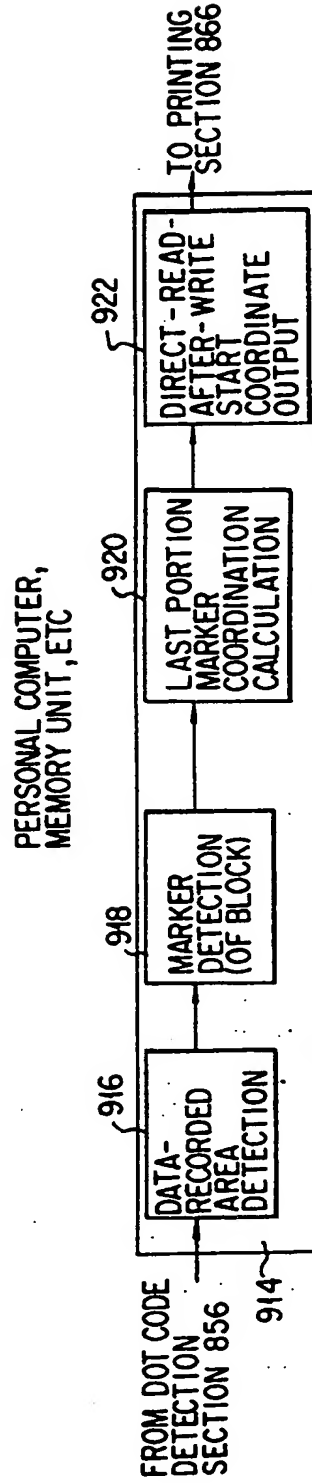 PERSONAL COMPUTER,
MEMORY UNIT, ETC
FROM DOT CODE
DETECTION
SECTION 856
914
916
DATA-
RECORDED
AREA
DETECTION
918
MARKER
DETECTION
(OF BLOCK)
920
LAST PORTION
MARKER
COORDINATION
CALCULATION
922
DIRECT-READ-
AFTER-WRITE
START
COORDINATE
OUTPUT
TO PRINTING
SECTION 866